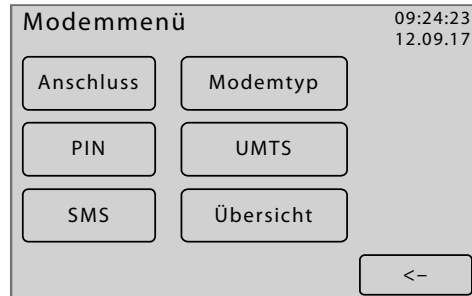 Modemmenü
09:24:23
12.09.17
Anschluss
Modemtyp
PIN
UMTS
SMS
Übersicht
<–